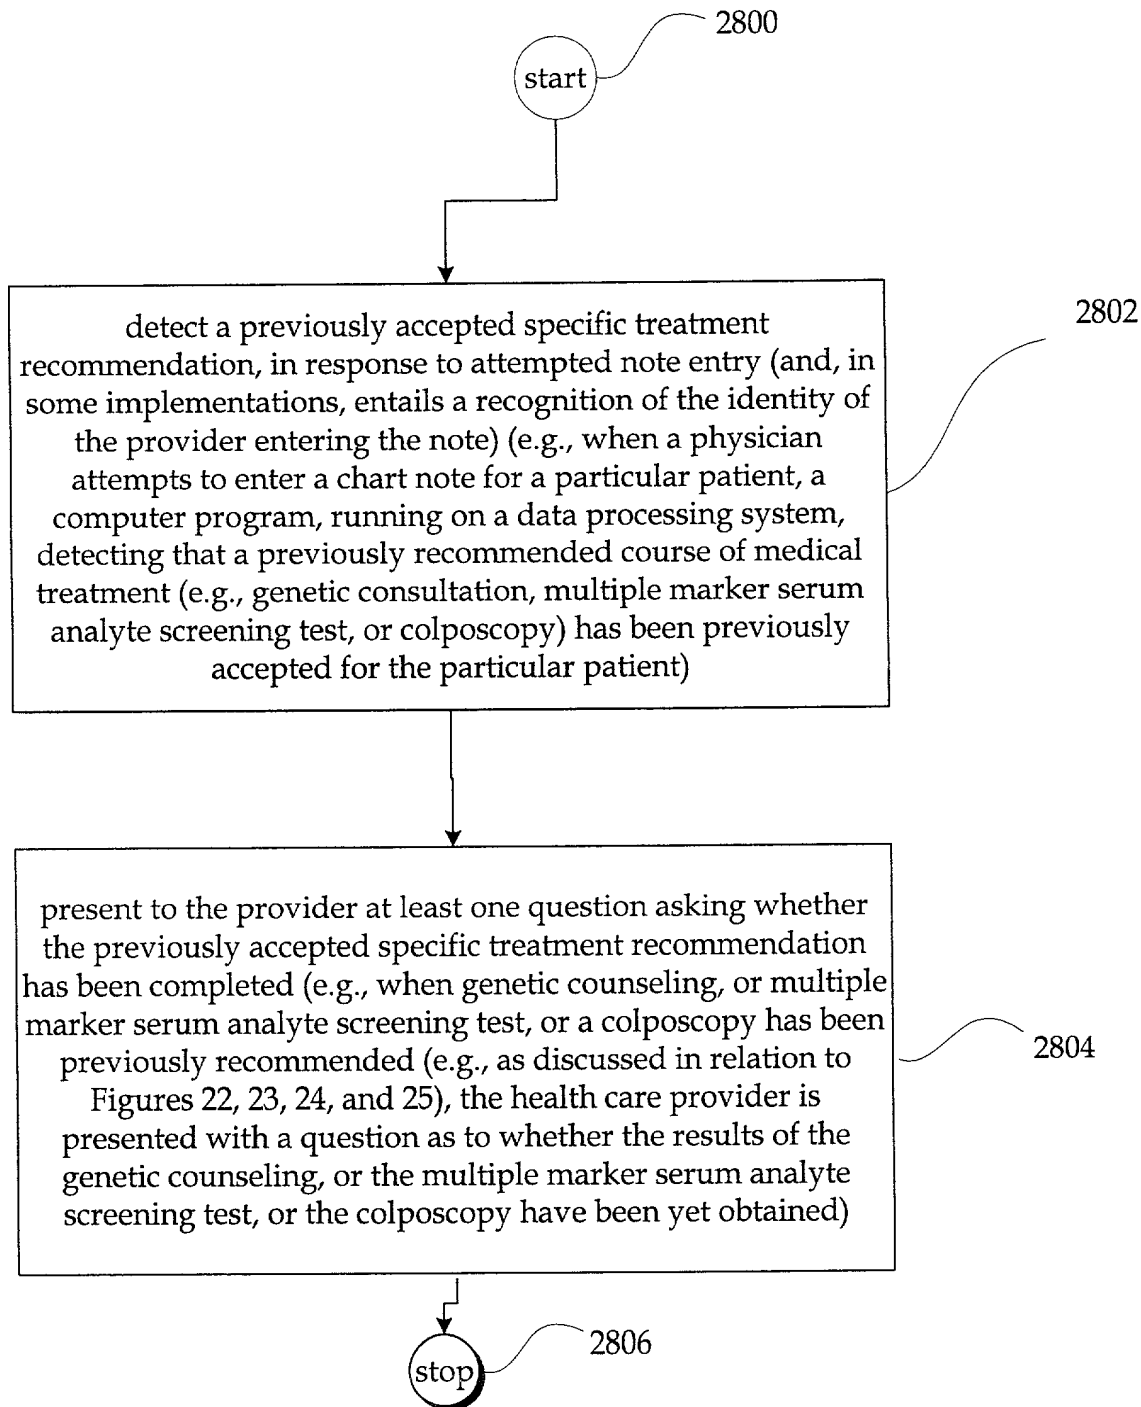 2800
start
2802
detect a previously accepted specific treatment
recommendation, in response to attempted note entry (and, in
some implementations, entails a recognition of the identity of
the provider entering the note) (e.g., when a physician
attempts to enter a chart note for a particular patient, a
computer program, running on a data processing system,
detecting that a previously recommended course of medical
treatment (e.g., genetic consultation, multiple marker serum
analyte screening test, or colposcopy) has been previously
accepted for the particular patient)
present to the provider at least one question asking whether
the previously accepted specific treatment recommendation
has been completed (e.g., when genetic counseling, or multiple
marker serum analyte screening test, or a colposcopy has been
previously recommended (e.g., as discussed in relation to
Figures 22, 23, 24, and 25), the health care provider is
presented with a question as to whether the results of the
genetic counseling, or the multiple marker serum analyte
screening test, or the colposcopy have been yet obtained)
2804
2806
stop